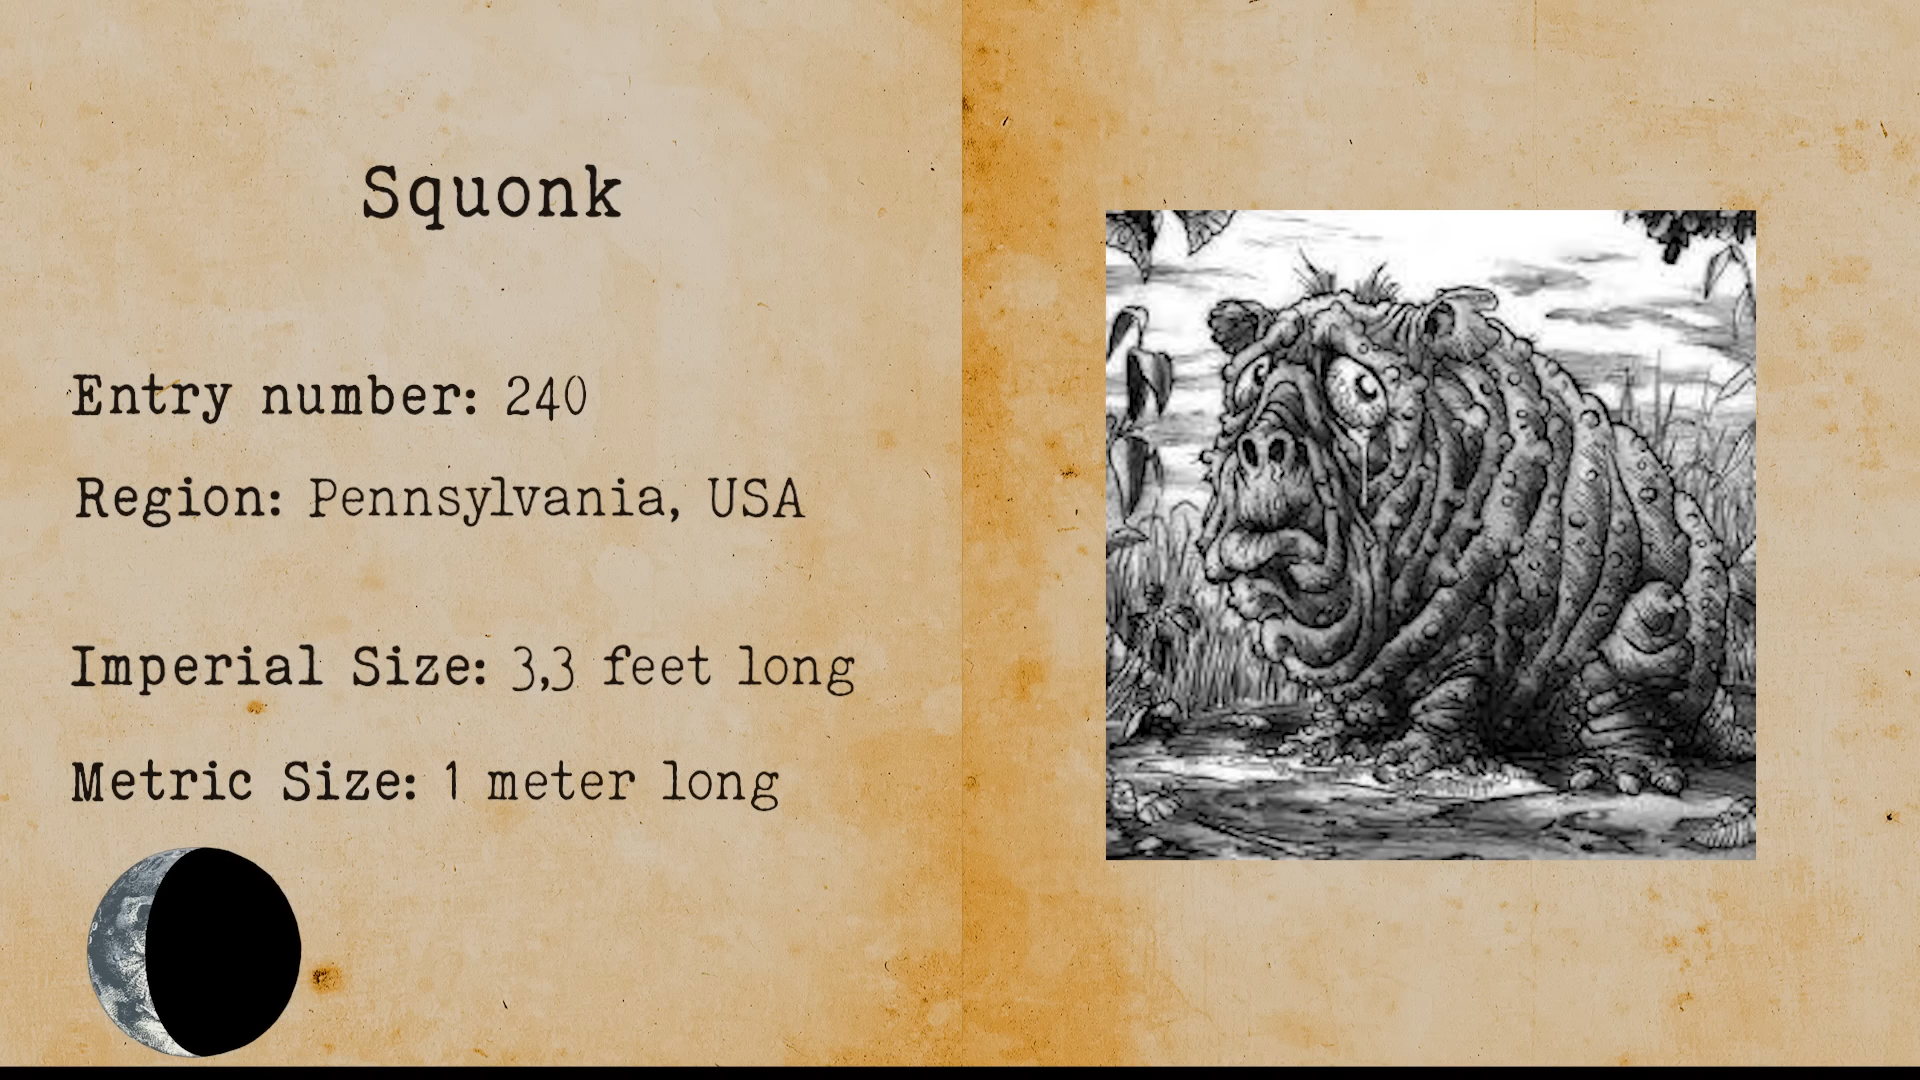 Squonk
Entry number: 240
Region: Pennsylvania, USA
Imperial Size: 3,3 feet long
Metric Size: 1 meter long